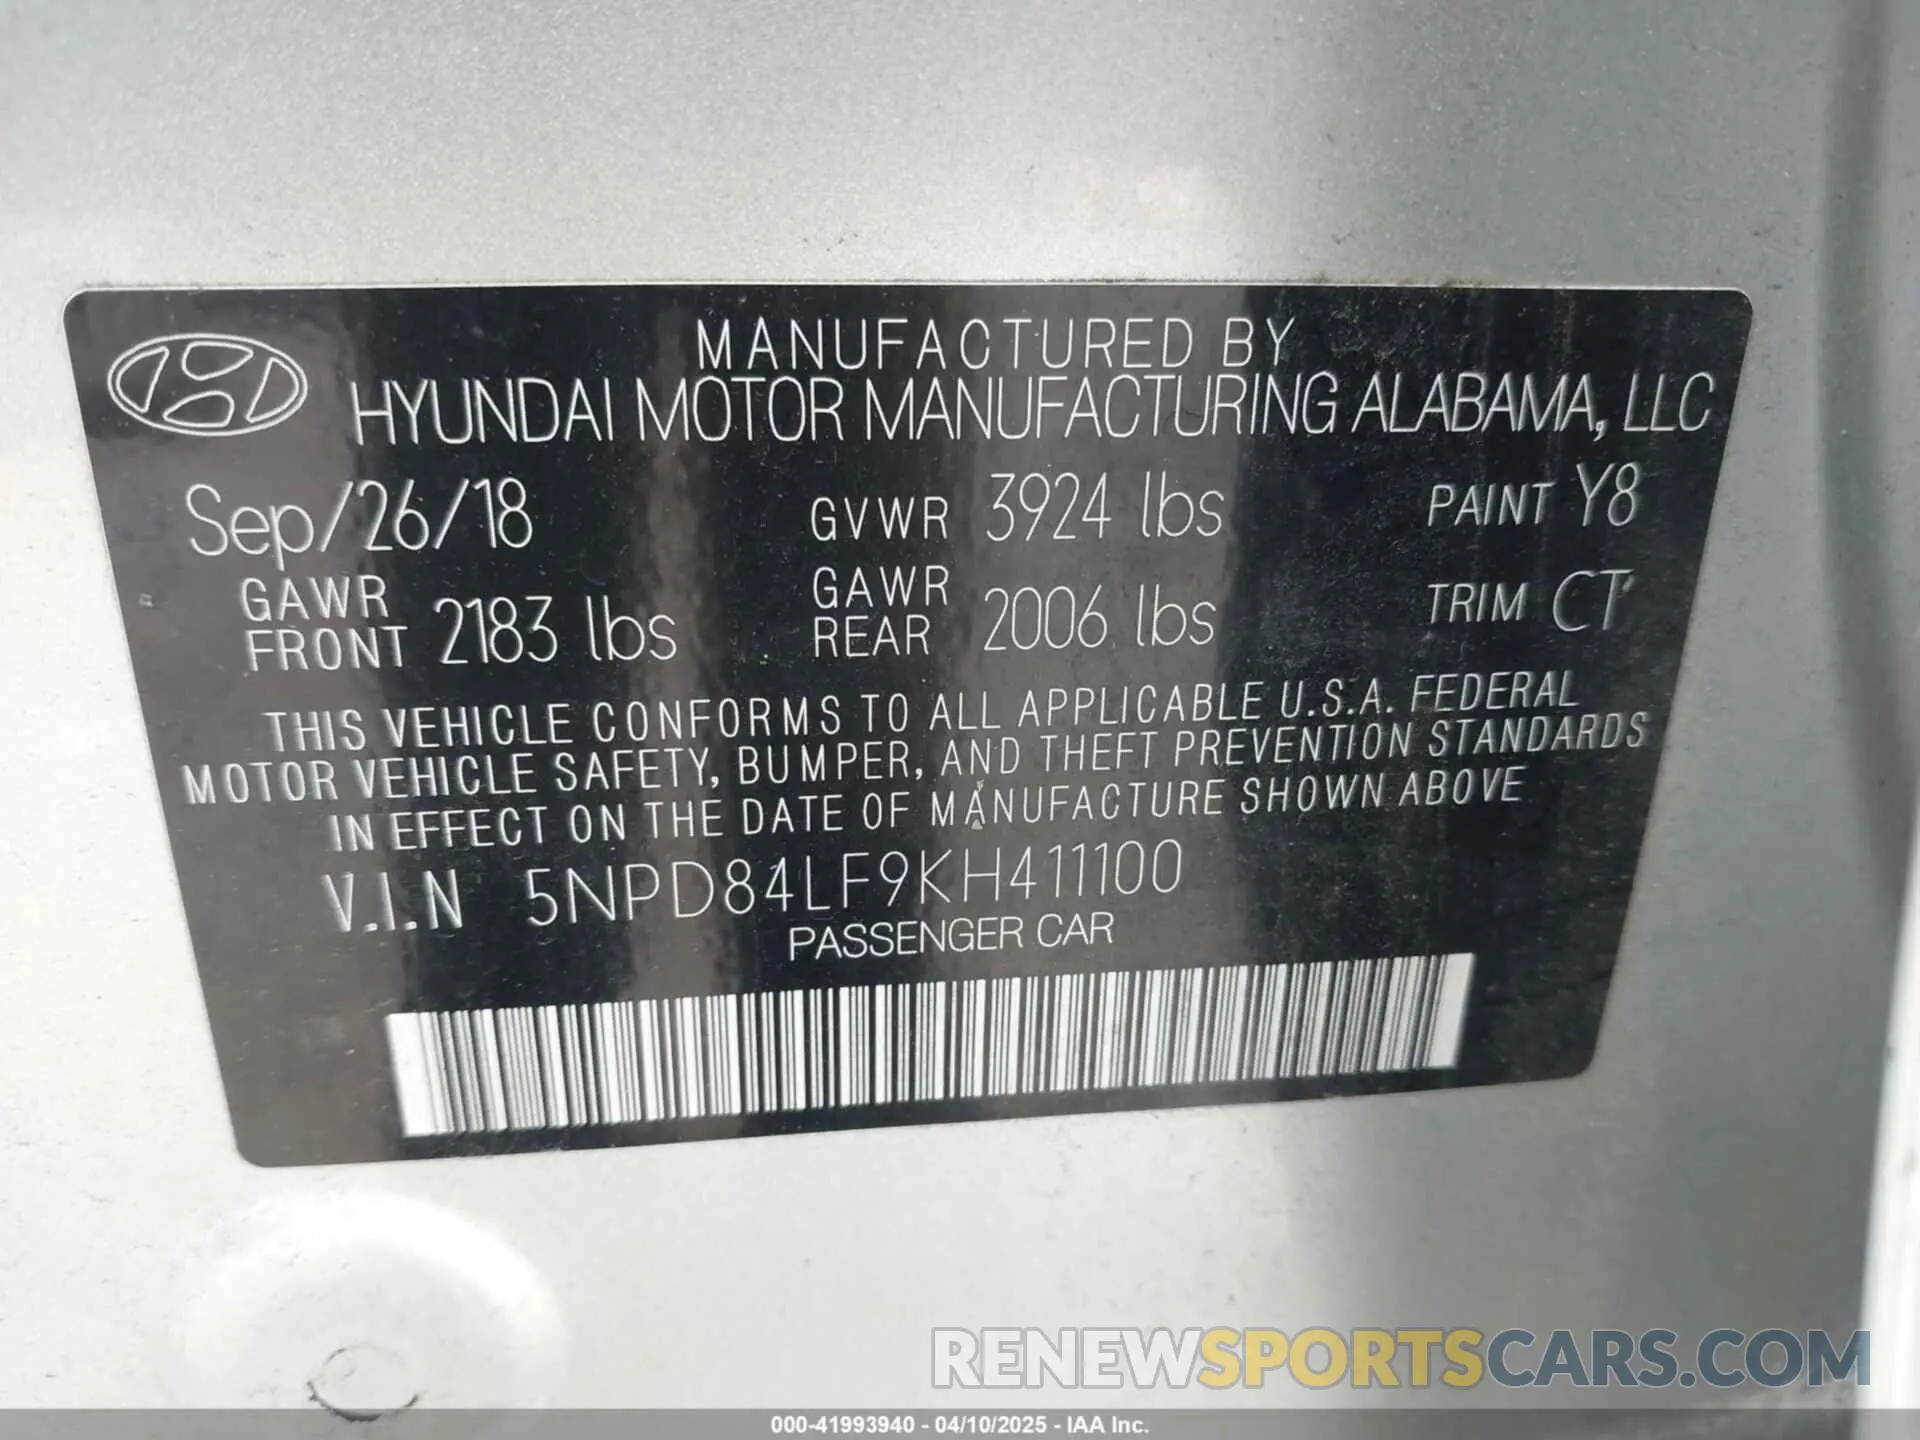 MANUFACTURED BY
HYUNDAI MOTOR MANUFACTURING ALABAMA, LLC
Sep/26/18 GVWR 3924 lbs PAINT Y8
GAWR FRONT 2183 lbs GAWR REAR 2006 lbs TRIM CT
THIS VEHICLE CONFORMS TO ALL APPLICABLE U.S.A. FEDERAL
MOTOR VEHICLE SAFETY, BUMPER, AND THEFT PREVENTION STANDARDS
IN EFFECT ON THE DATE OF MANUFACTURE SHOWN ABOVE
V.I.N 5NPD84LF9KH411100
PASSENGER CAR
RENEWSPORTSCARS.COM
000-41993940 - 04/10/2025 - IAA Inc.